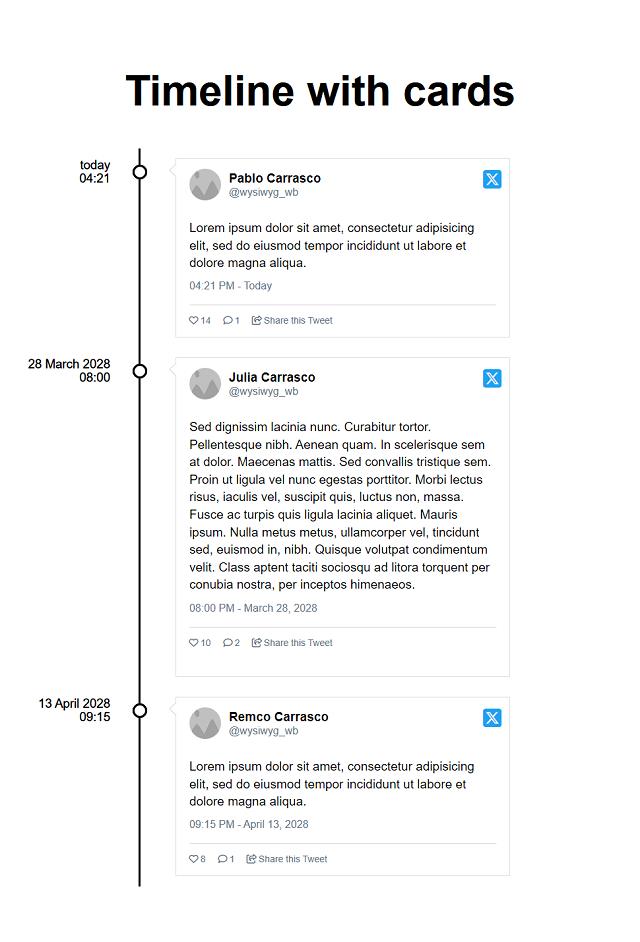 Timeline with cards
today
04:21
Pablo Carrasco
@wysiwyg_wb
Lorem ipsum dolor sit amet, consectetur adipisicing
elit, sed do eiusmod tempor incididunt ut labore et
dolore magna aliqua.
04:21 PM - Today
14 1 Share this Tweet
28 March 2028
08:00
Julia Carrasco
@wysiwyg_wb
Sed dignissim lacinia nunc. Curabitur tortor.
Pellentesque nibh. Aenean quam. In scelerisque sem
at dolor. Maecenas mattis. Sed convallis tristique sem.
Proin ut ligula vel nunc egestas porttitor. Morbi lectus
risus, iaculis vel, suscipit quis, luctus non, massa.
Fusce ac turpis quis ligula lacinia aliquet. Mauris
ipsum. Nulla metus metus, ullamcorper vel, tincidunt
sed, euismod in, nibh. Quisque volutpat condimentum
velit. Class aptent taciti sociosqu ad litora torquent per
conubia nostra, per inceptos himenaeos.
08:00 PM - March 28, 2028
10 2 Share this Tweet
13 April 2028
09:15
Remco Carrasco
@wysiwyg_wb
Lorem ipsum dolor sit amet, consectetur adipisicing
elit, sed do eiusmod tempor incididunt ut labore et
dolore magna aliqua.
09:15 PM - April 13, 2028
8 1 Share this Tweet